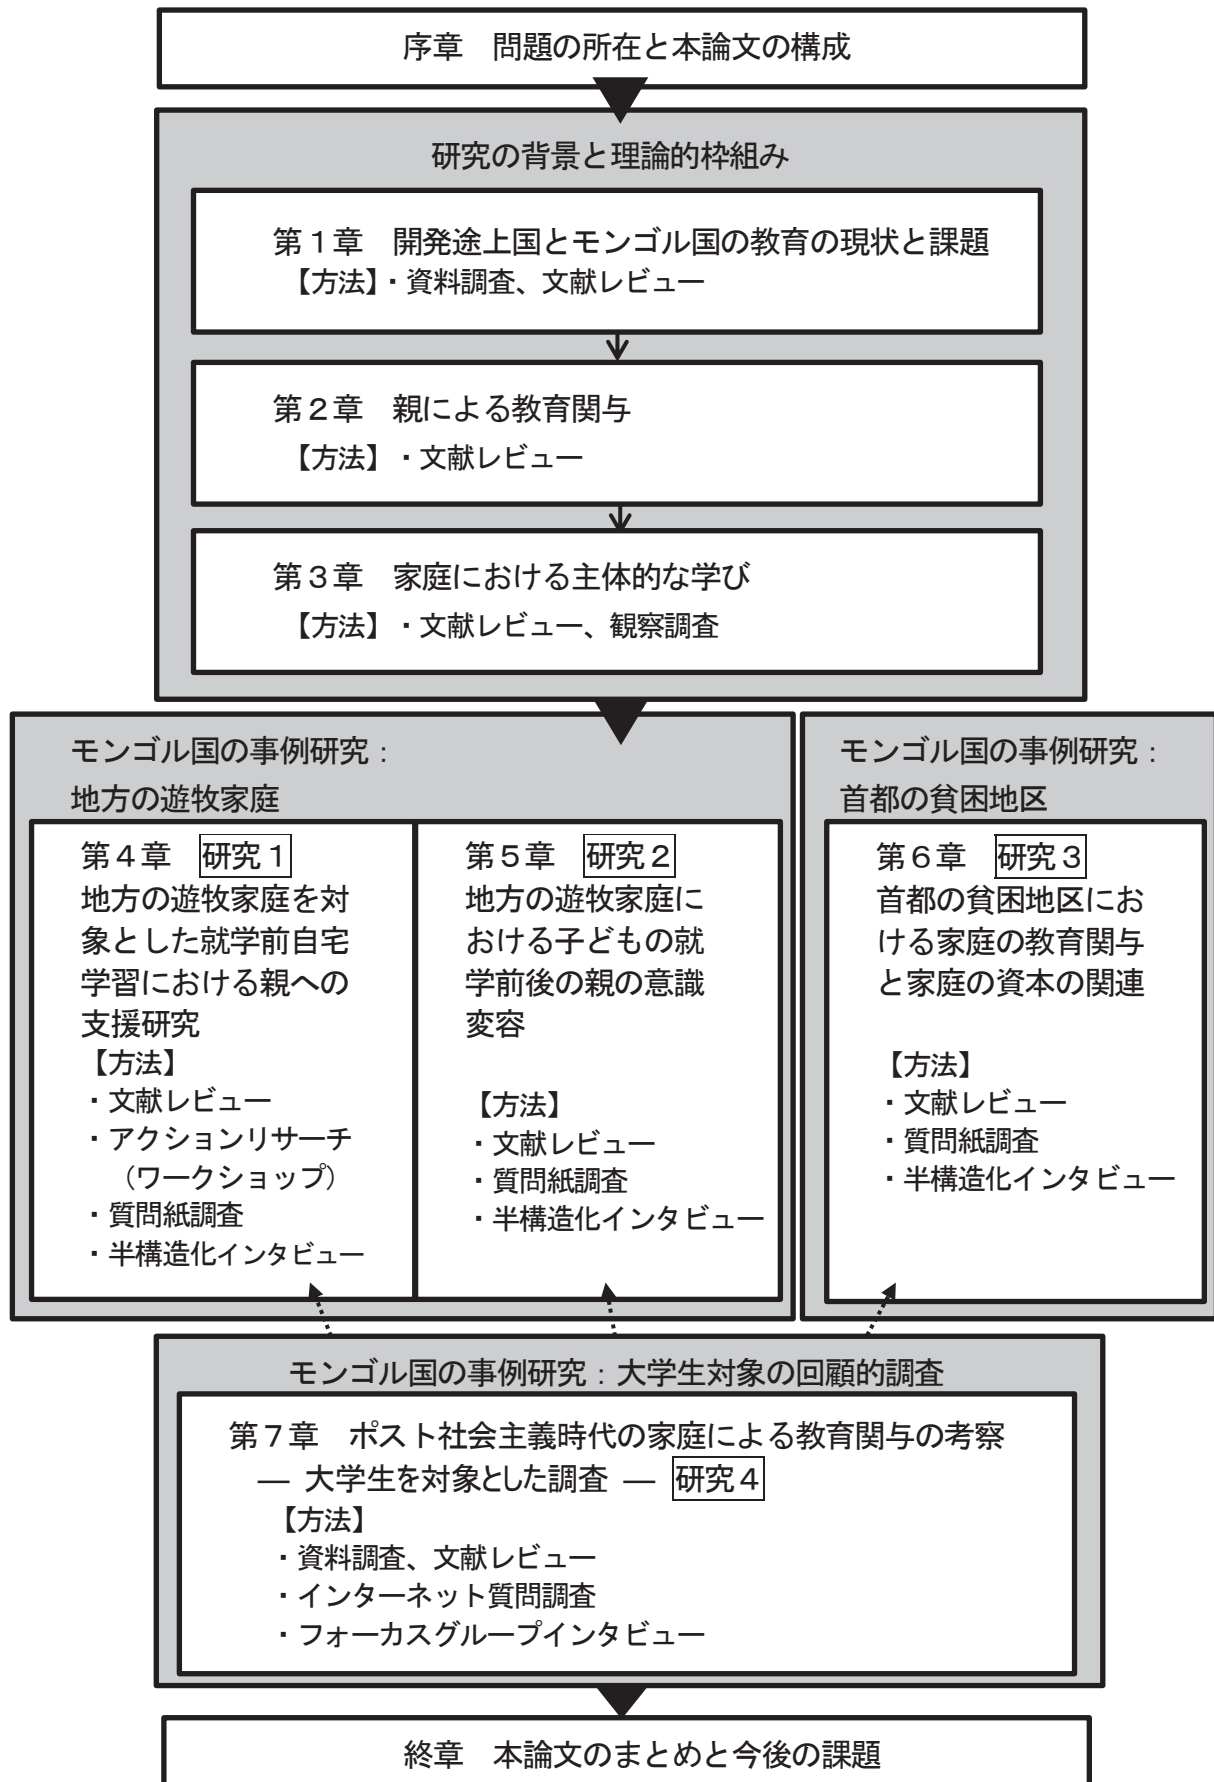 序章　問題の所在と本論文の構成
研究の背景と理論的枠組み
第１章　開発途上国とモンゴル国の教育の現状と課題
【方法】・資料調査、文献レビュー
第２章　親による教育関与
【方法】・文献レビュー
第３章　家庭における主体的な学び
【方法】・文献レビュー、観察調査
モンゴル国の事例研究：
地方の遊牧家庭
第４章　研究１
地方の遊牧家庭を対
象とした就学前自宅
学習における親への
支援研究
【方法】
・文献レビュー
・アクションリサーチ
（ワークショップ）
・質問紙調査
・半構造化インタビュー
第５章　研究２
地方の遊牧家庭に
おける子どもの就
学前後の親の意識
変容
【方法】
・文献レビュー
・質問紙調査
・半構造化インタビュー
モンゴル国の事例研究：
首都の貧困地区
第６章　研究３
首都の貧困地区にお
ける家庭の教育関与
と家庭の資本の関連
【方法】
・文献レビュー
・質問紙調査
・半構造化インタビュー
モンゴル国の事例研究：大学生対象の回顧的調査
第７章　ポスト社会主義時代の家庭による教育関与の考察
― 大学生を対象とした調査 ― 研究４
【方法】
・資料調査、文献レビュー
・インターネット質問調査
・フォーカスグループインタビュー
終章　本論文のまとめと今後の課題